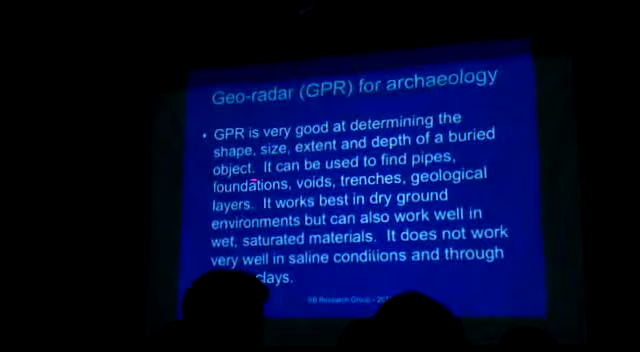 Geo-radar (GPR) for archaeology
• GPR is very good at determining the
shape, size, extent and depth of a buried
object. It can be used to find pipes,
foundations, voids, trenches, geological
layers. It works best in dry ground
environments but can also work well in
wet, saturated materials. It does not work
very well in saline conditions and through
clays.
Research Group -